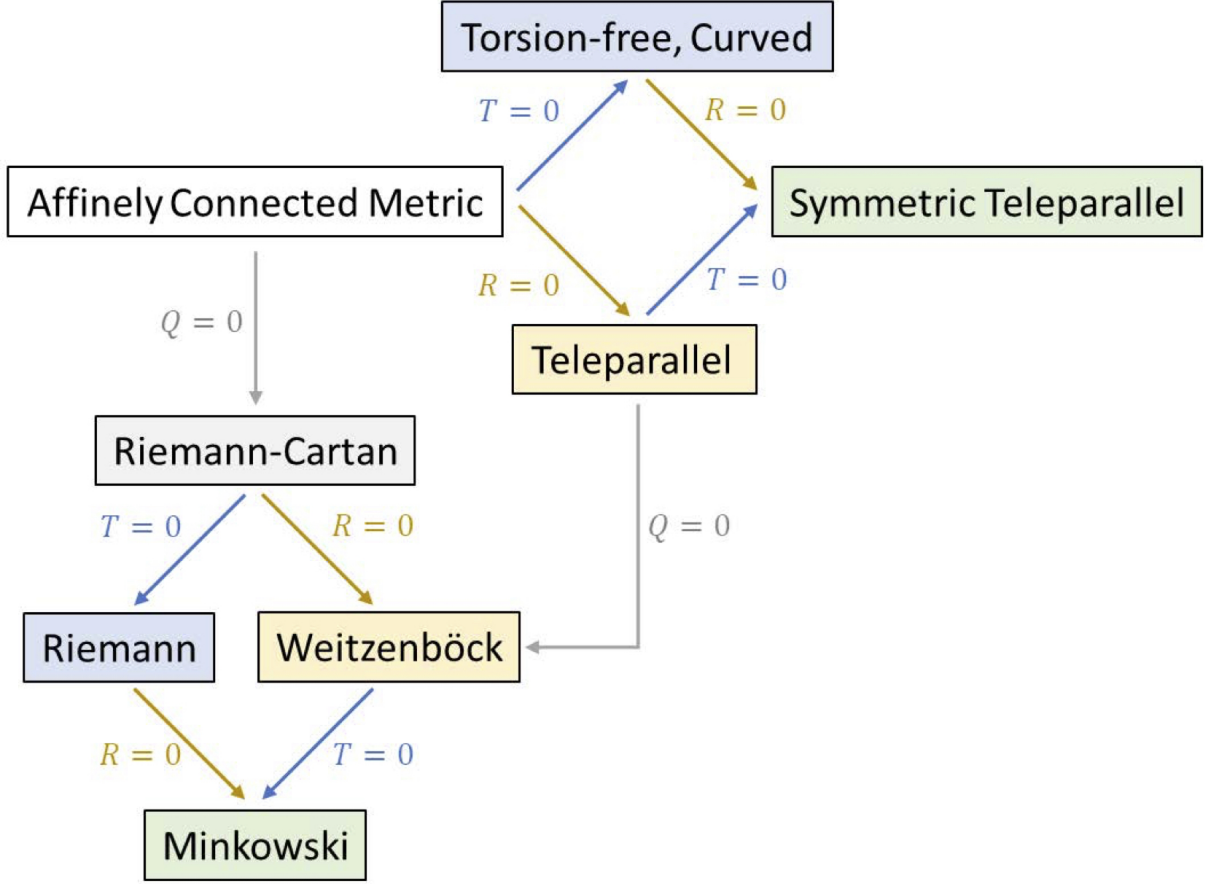 Torsion-free, Curved
T = 0
R = 0
Affinely Connected Metric
Symmetric Teleparallel
R = 0
T = 0
Q = 0
Teleparallel
Riemann-Cartan
T = 0
R = 0
Q = 0
Riemann
Weitzenböck
R = 0
T = 0
Minkowski